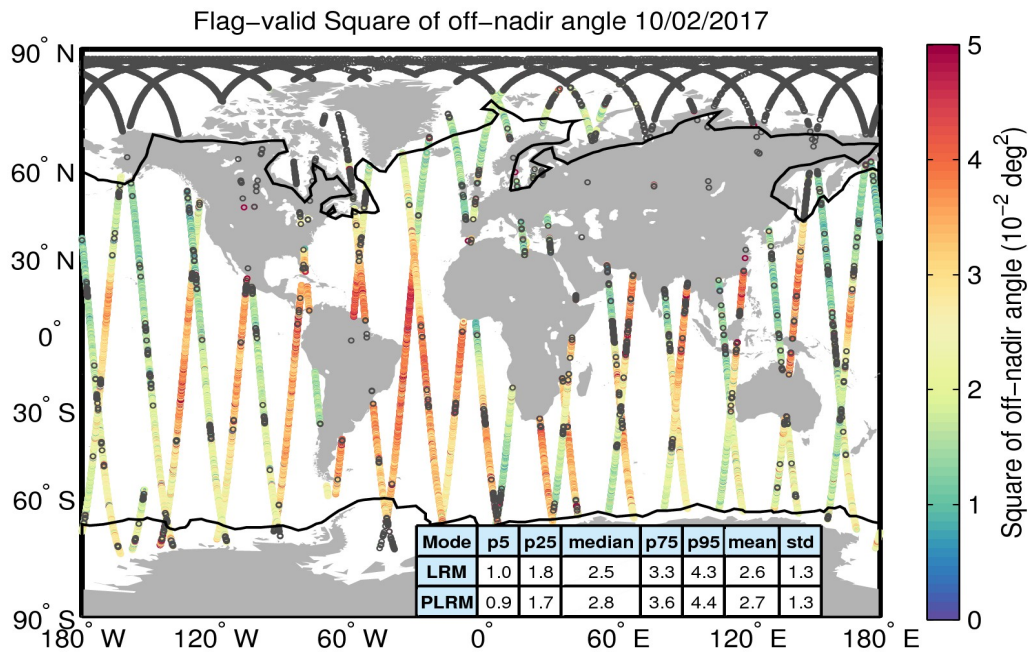 Flag-valid Square of off-nadir angle 10/02/2017
90° N
60° N
30° N
0°
30° S
60° S
90° S
180° W
120° W
60° W
0°
60° E
120° E
180° E
Mode p5 p25 median p75 p95 mean std
LRM 1.0 1.8 2.5 3.3 4.3 2.6 1.3
PLRM 0.9 1.7 2.8 3.6 4.4 2.7 1.3
5
4
3
2
1
0
Square of off-nadir angle (10⁻² deg²)